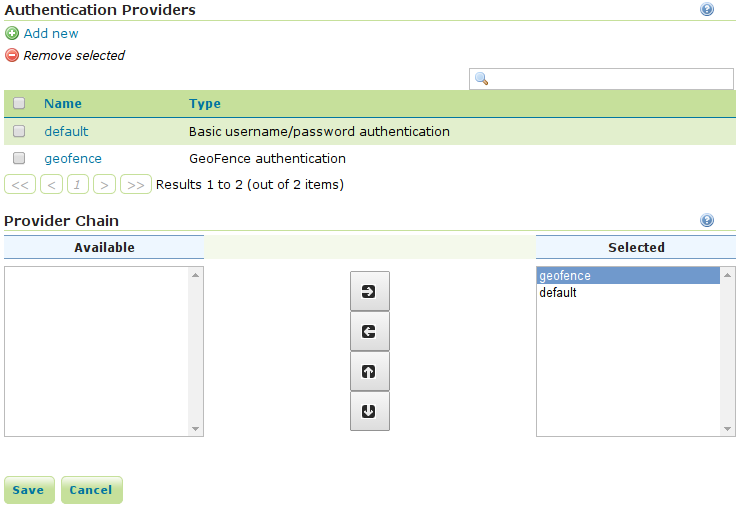 Authentication Providers
Add new
Remove selected
Name Type
default Basic username/password authentication
geofence GeoFence authentication
<< < 1 > >> Results 1 to 2 (out of 2 items)
Provider Chain
Available Selected
geofence
default
Save Cancel